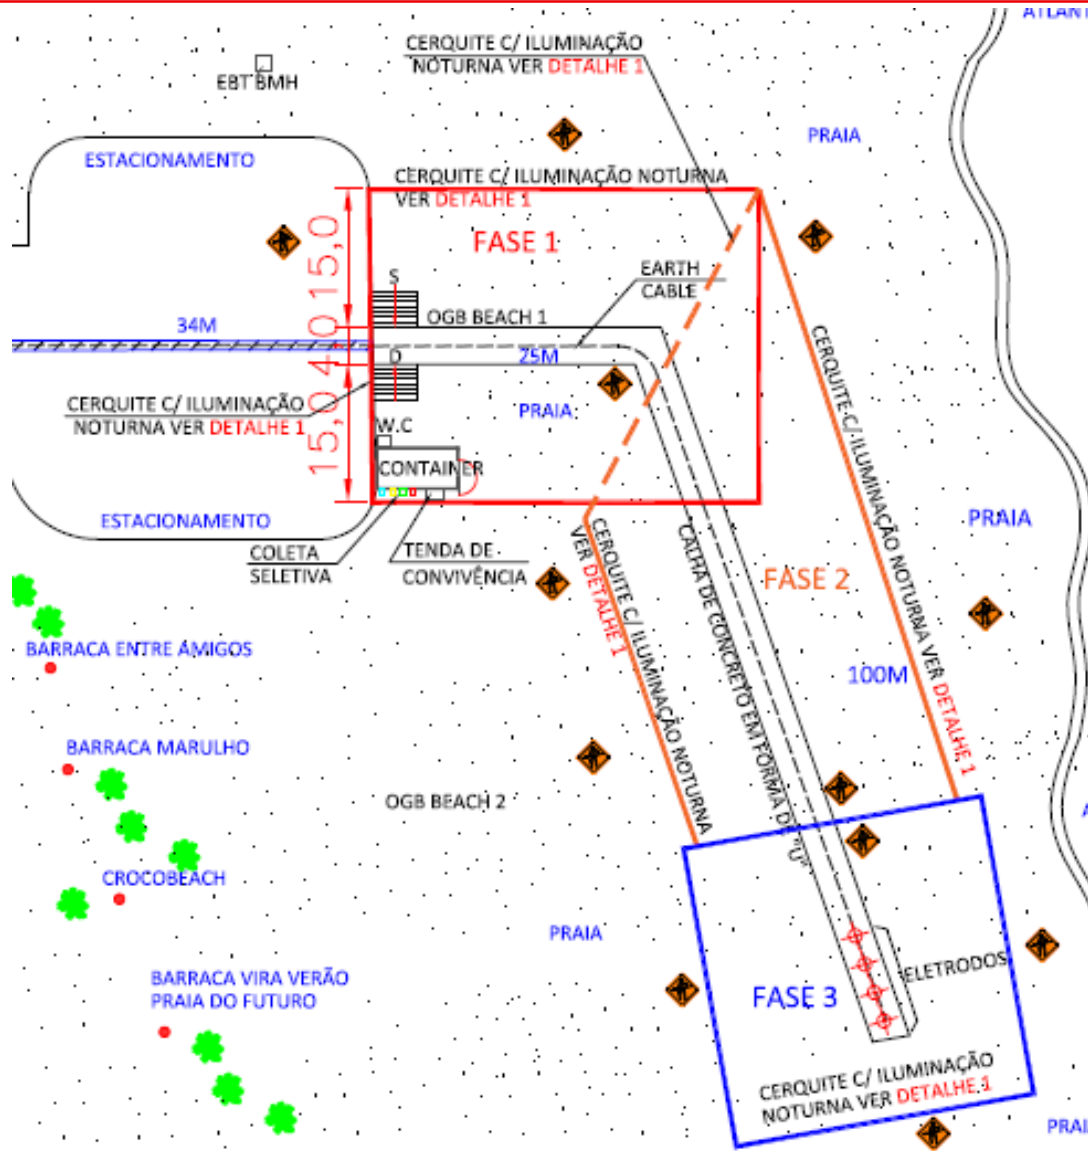 ATLANT
CERQUITE C/ ILUMINAÇÃO
NOTURNA VER DETALHE 1
EBT BMH
PRAIA
ESTACIONAMENTO
CERQUITE C/ ILUMINAÇÃO NOTURNA
VER DETALHE 1
FASE 1
15,0
S
EARTH
CABLE
OGB BEACH 1
34M
4,0
D
25M
CERQUITE C/ ILUMINAÇÃO
NOTURNA VER DETALHE 1
PRAIA
15,0
W.C
CONTAINER
CERQUITE C/ ILUMINAÇÃO NOTURNA VER DETALHE 1
ESTACIONAMENTO
PRAIA
COLETA
SELETIVA
TENDA DE
CONVIVÊNCIA
CERQUITE C/ ILUMINAÇÃO NOTURNA
VER DETALHE 1
CALHA DE CONCRETO EM FORMA DE "U"
FASE 2
BARRACA ENTRE AMIGOS
100M
BARRACA MARULHO
OGB BEACH 2
CROCOBEACH
PRAIA
BARRACA VIRA VERÃO
PRAIA DO FUTURO
ELETRODOS
FASE 3
CERQUITE C/ ILUMINAÇÃO
NOTURNA VER DETALHE 1
PRAI